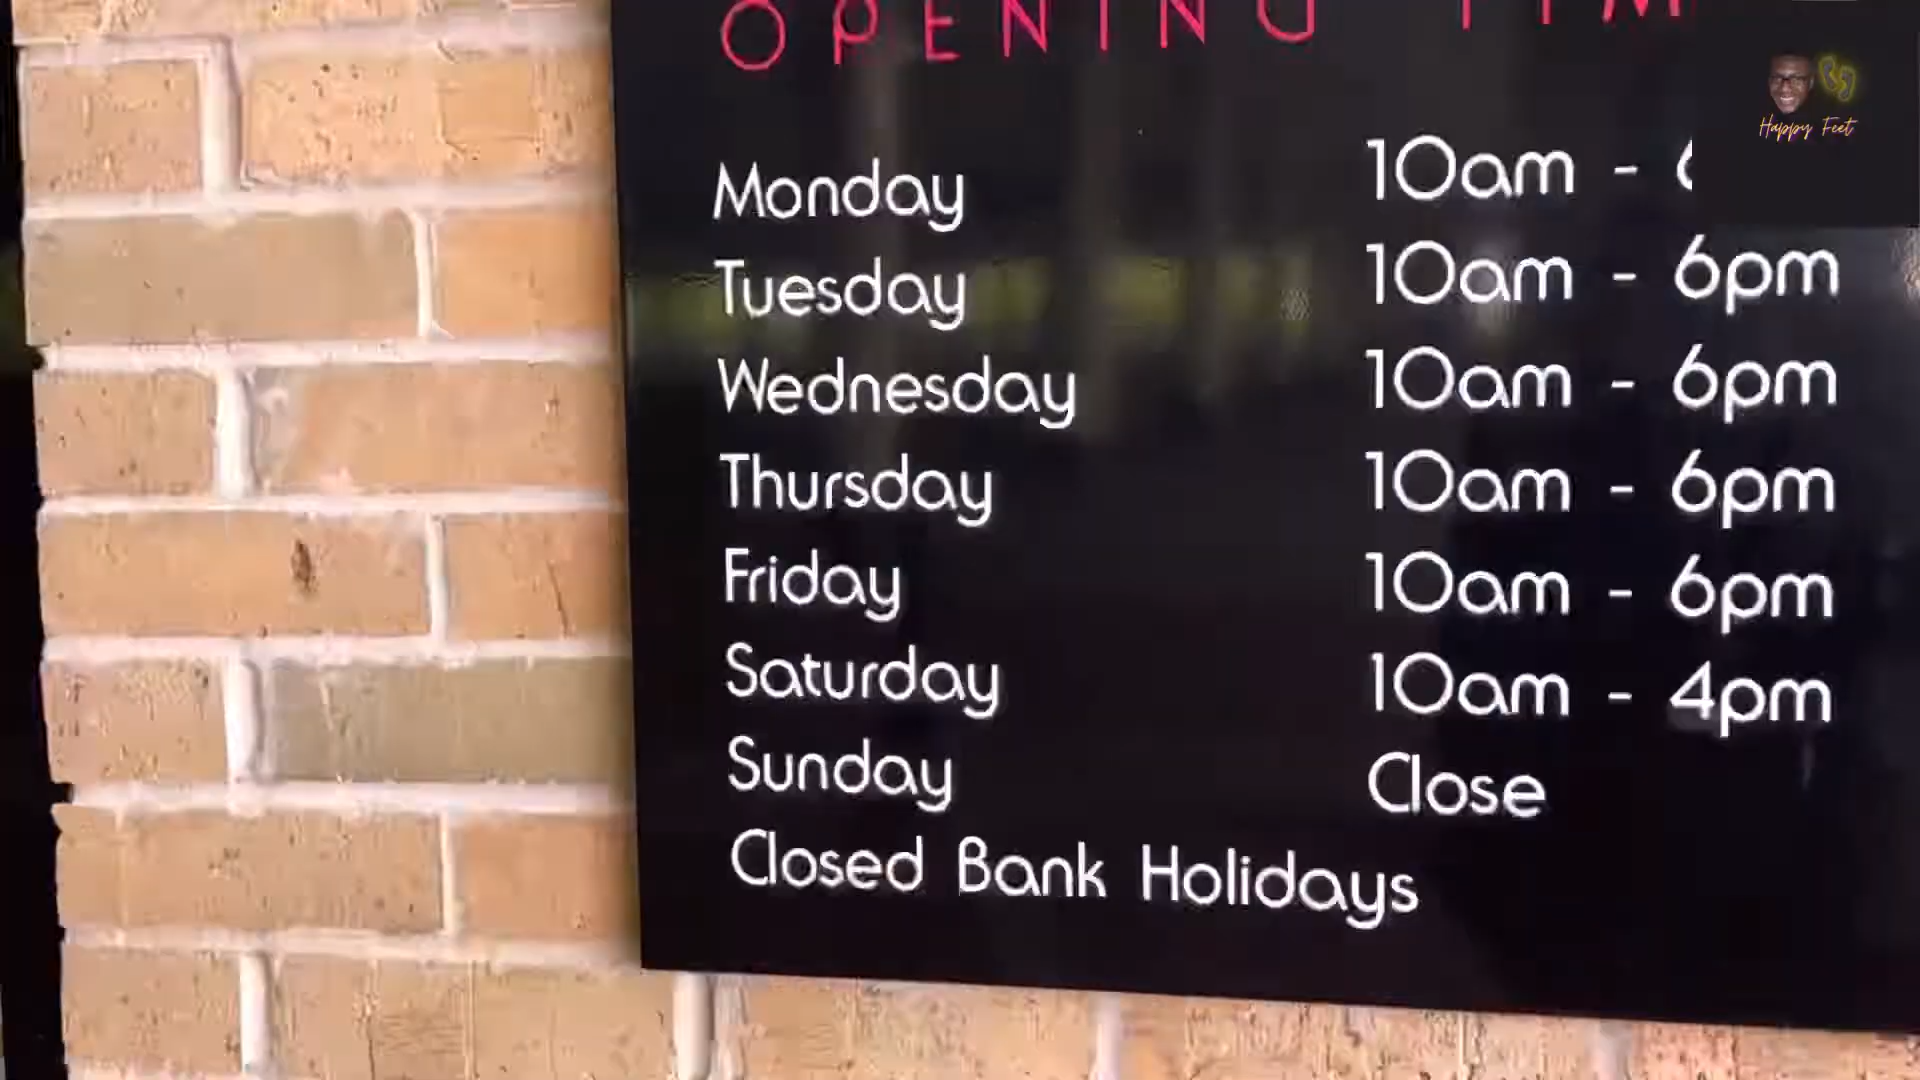 OPENING
Happy Feet
Monday 10am -
Tuesday 10am - 6pm
Wednesday 10am - 6pm
Thursday 10am - 6pm
Friday 10am - 6pm
Saturday 10am - 4pm
Sunday Close
Closed Bank Holidays